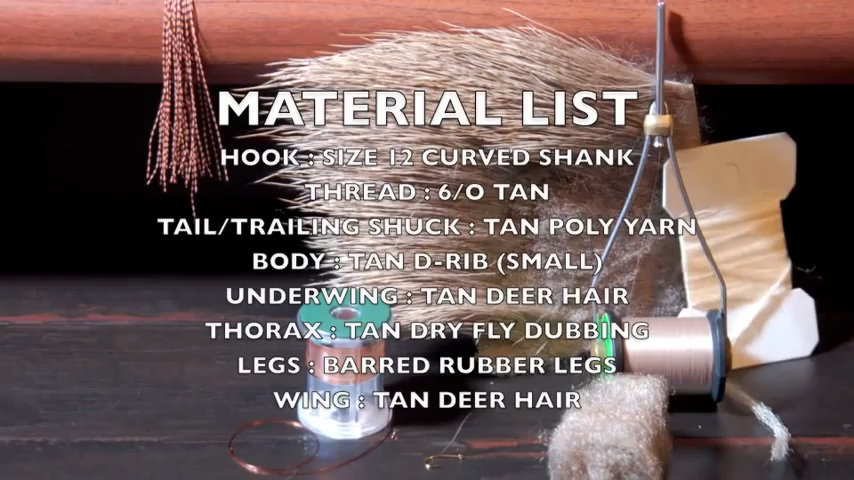 MATERIAL LIST
HOOK : SIZE 12 CURVED SHANK
THREAD : 6/0 TAN
TAIL/TRAILING SHUCK : TAN POLY YARN
BODY : TAN D-RIB (SMALL)
UNDERWING : TAN DEER HAIR
THORAX : TAN DRY FLY DUBBING
LEGS : BARRED RUBBER LEGS
WING : TAN DEER HAIR